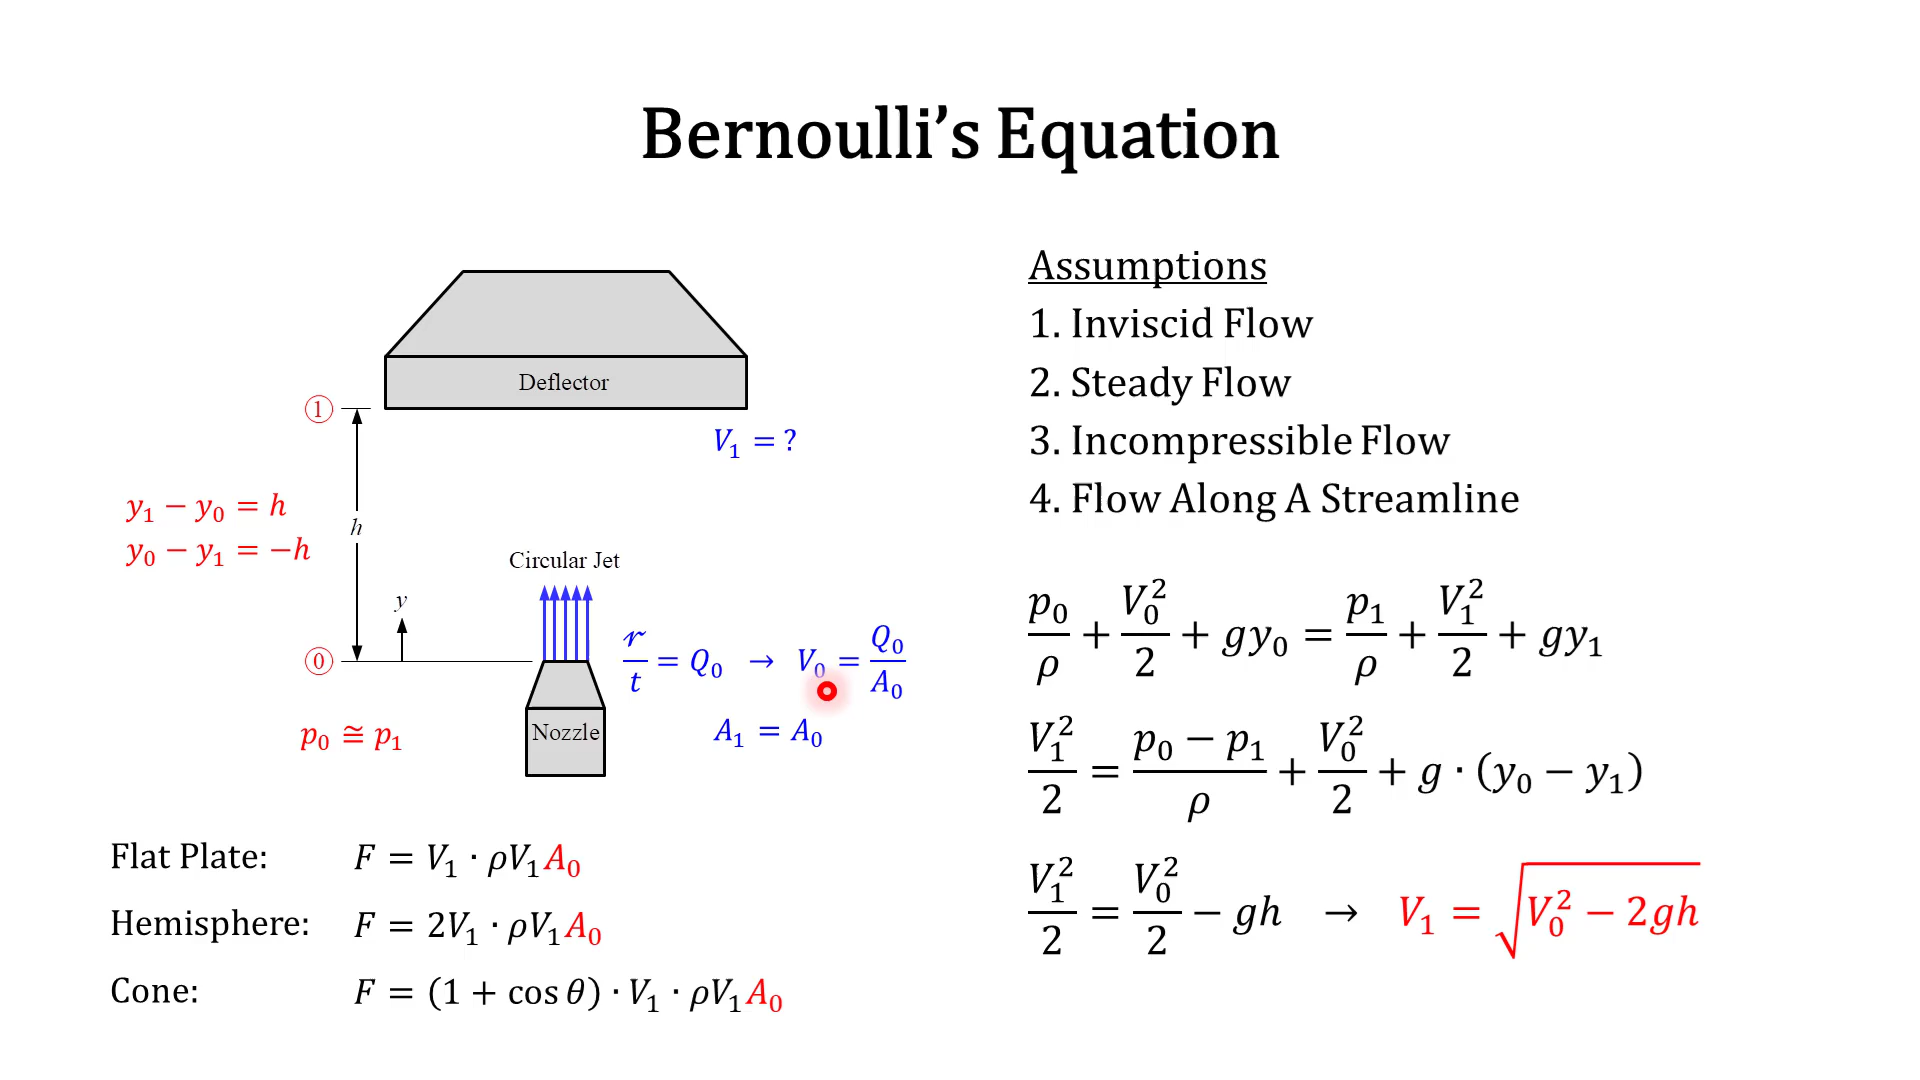 Bernoulli's Equation
Deflector
①
V₁ = ?
y₁ − y₀ = h
y₀ − y₁ = −h
h
Circular Jet
y
⓪
𝓇/t = Q₀ → V₀ = Q₀/A₀
Nozzle
A₁ = A₀
p₀ ≅ p₁
Flat Plate: F = V₁ · ρV₁A₀
Hemisphere: F = 2V₁ · ρV₁A₀
Cone: F = (1 + cos θ) · V₁ · ρV₁A₀
Assumptions
1. Inviscid Flow
2. Steady Flow
3. Incompressible Flow
4. Flow Along A Streamline
p₀/ρ + V₀²/2 + gy₀ = p₁/ρ + V₁²/2 + gy₁
V₁²/2 = (p₀ − p₁)/ρ + V₀²/2 + g · (y₀ − y₁)
V₁²/2 = V₀²/2 − gh → V₁ = √(V₀² − 2gh)